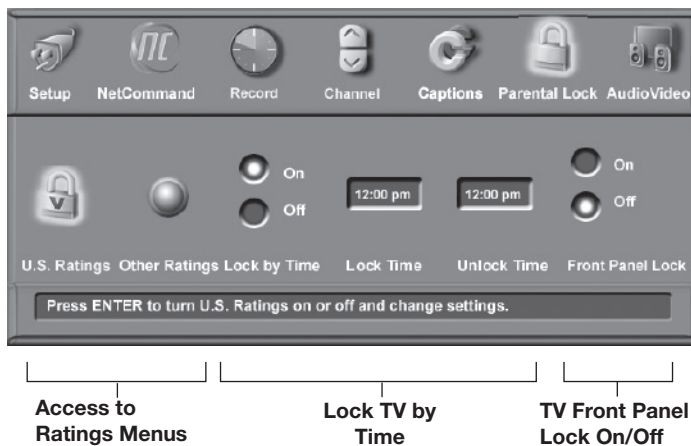 Setup NetCommand Record Channel Captions Parental Lock AudioVideo
On
Off
12:00 pm
12:00 pm
On
Off
V
U.S. Ratings Other Ratings Lock by Time Lock Time Unlock Time Front Panel Lock
Press ENTER to turn U.S. Ratings on or off and change settings.
Access to
Ratings Menus
Lock TV by
Time
TV Front Panel
Lock On/Off